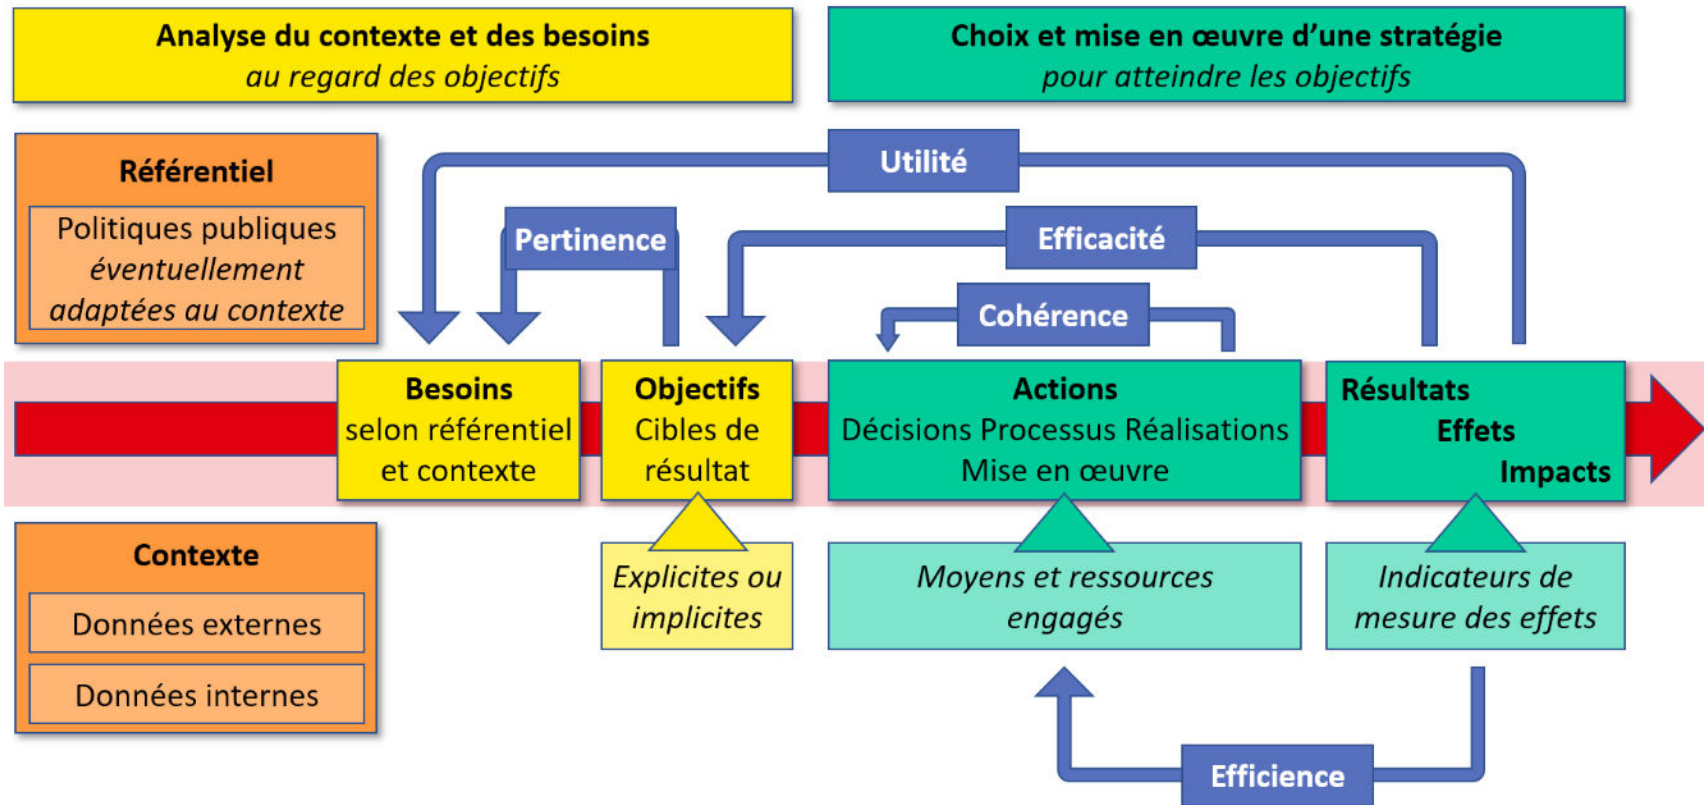 Analyse du contexte et des besoins
au regard des objectifs
Choix et mise en œuvre d'une stratégie
pour atteindre les objectifs
Référentiel
Politiques publiques
éventuellement
adaptées au contexte
Utilité
Pertinence
Efficacité
Cohérence
Besoins
selon référentiel
et contexte
Objectifs
Cibles de
résultat
Actions
Décisions Processus Réalisations
Mise en œuvre
Résultats
Effets
Impacts
Contexte
Données externes
Données internes
Explicites ou
implicites
Moyens et ressources
engagés
Indicateurs de
mesure des effets
Efficience